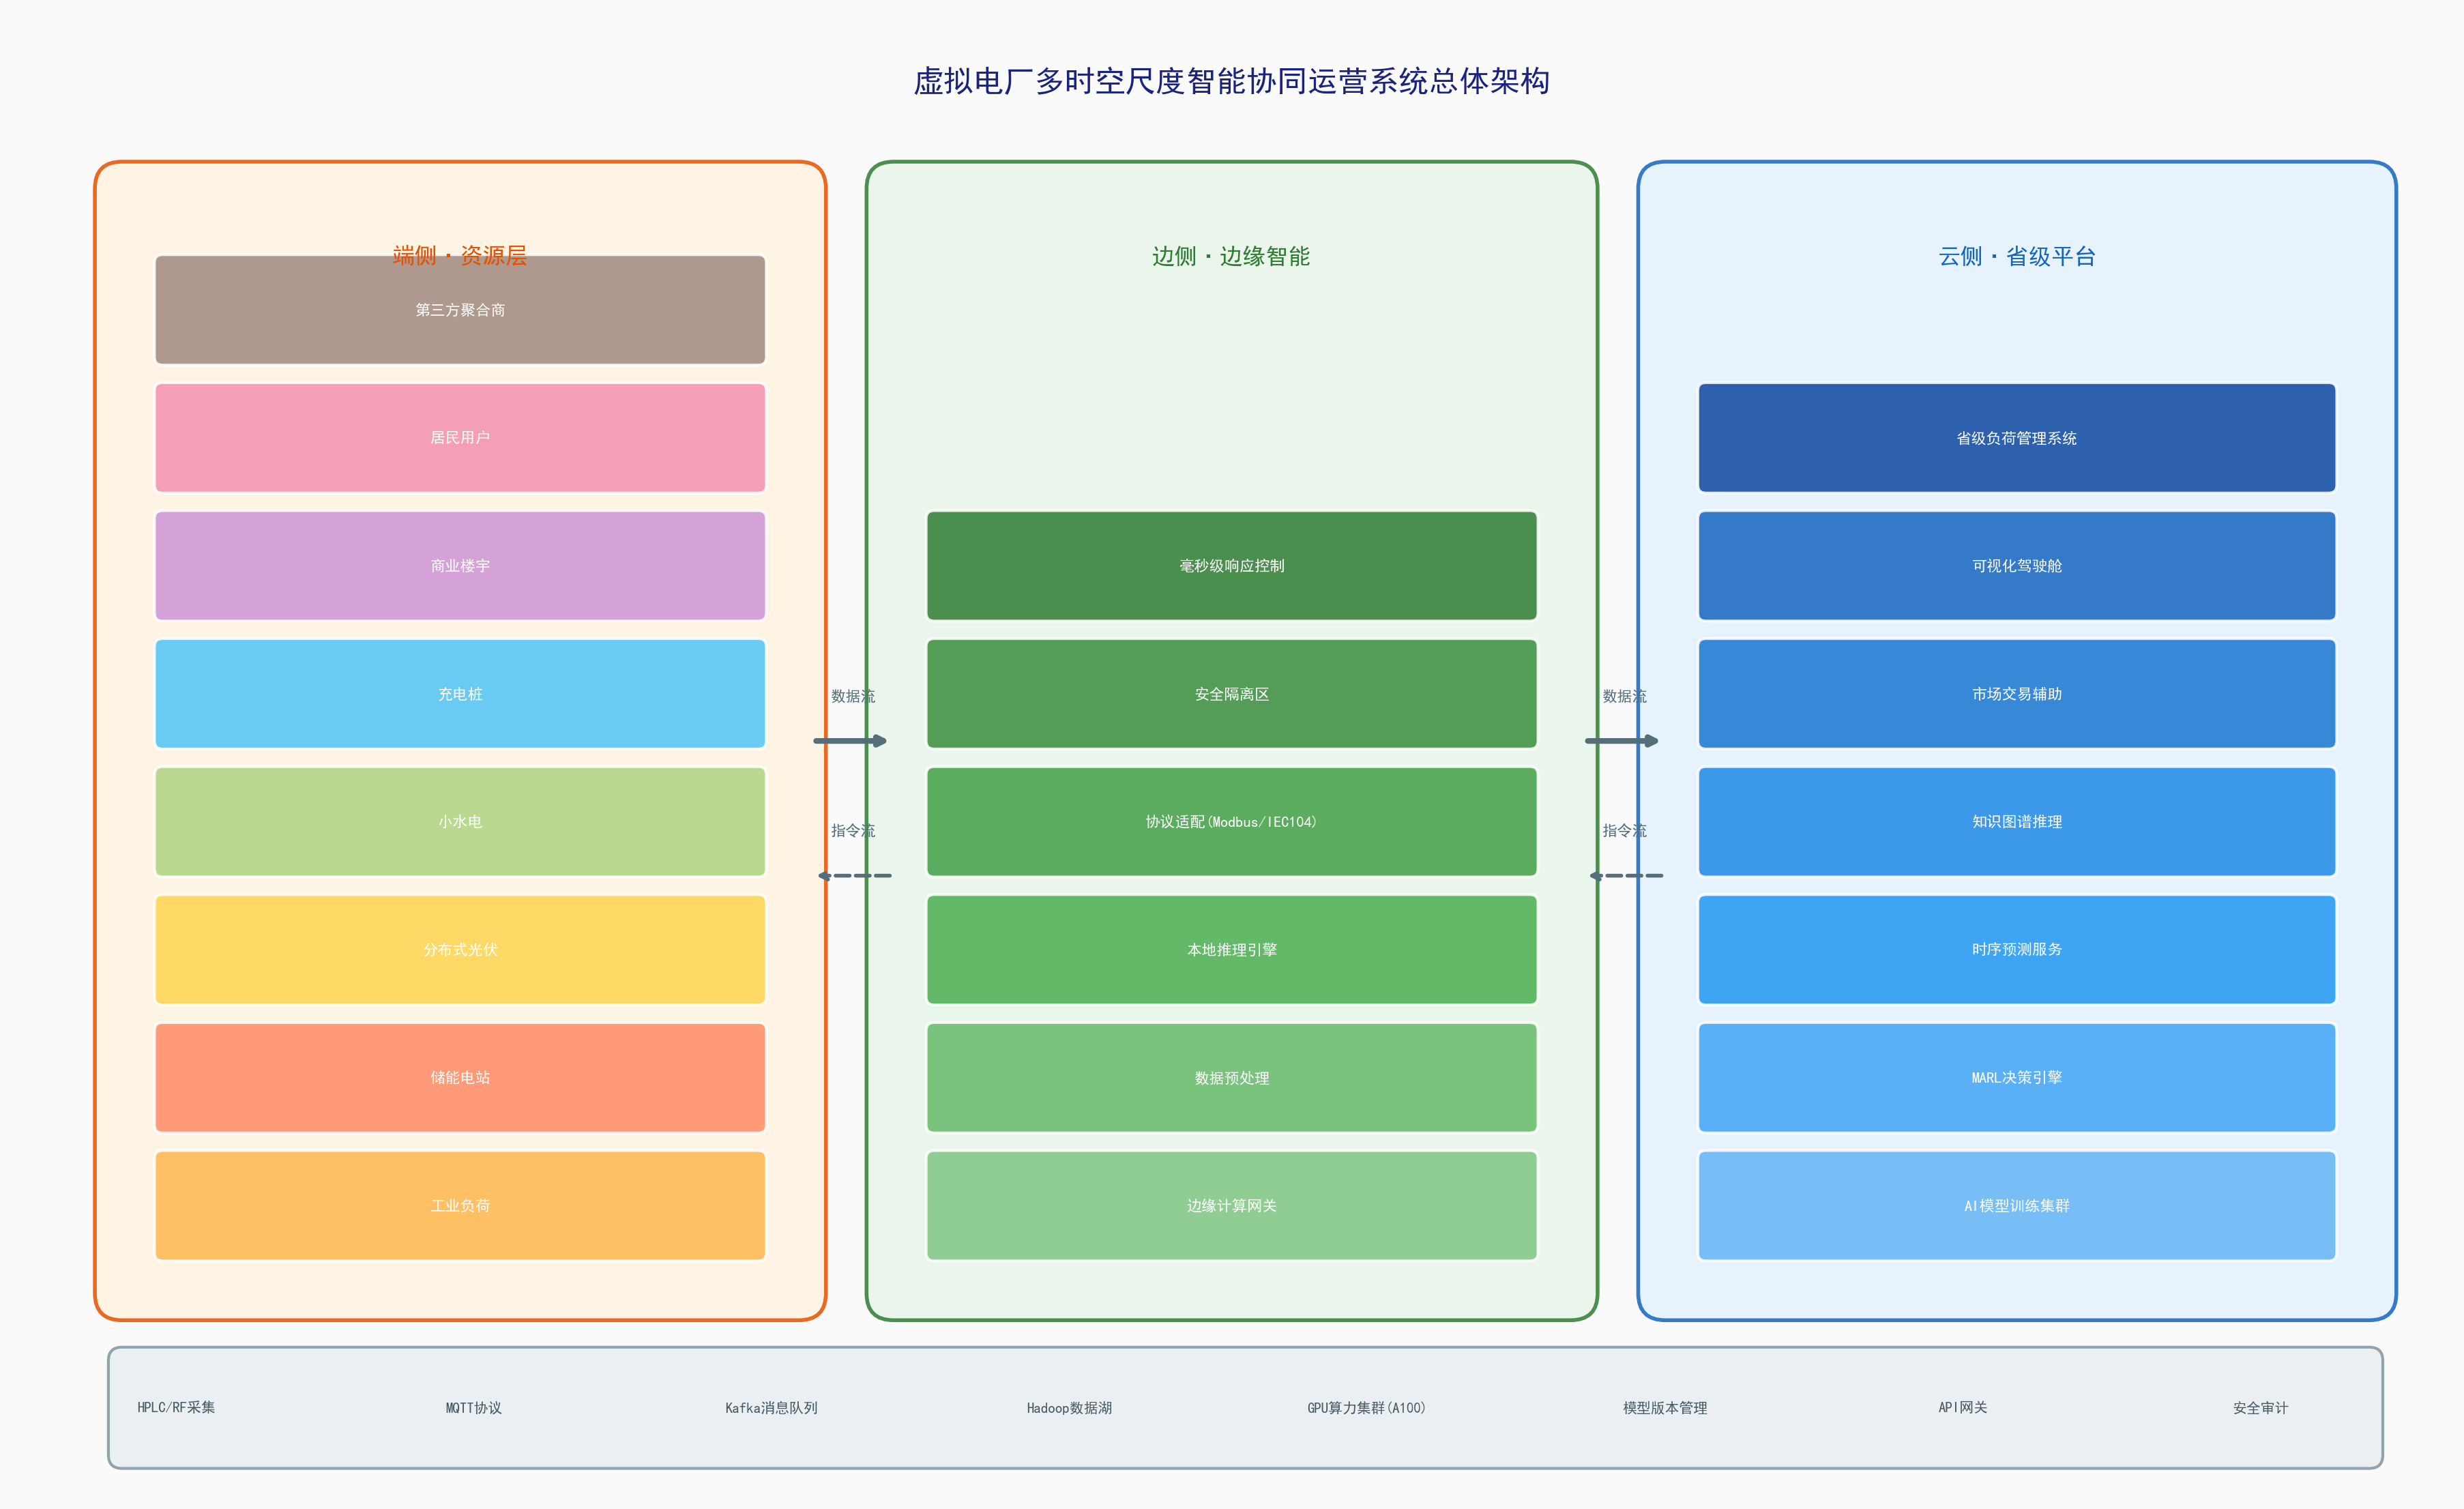 虚拟电厂多时空尺度智能协同运营系统总体架构
端侧·资源层
第三方聚合商
居民用户
商业楼宇
充电桩
小水电
分布式光伏
储能电站
工业负荷
数据流
指令流
边侧·边缘智能
毫秒级响应控制
安全隔离区
协议适配(Modbus/IEC104)
本地推理引擎
数据预处理
边缘计算网关
数据流
指令流
云侧·省级平台
省级负荷管理系统
可视化驾驶舱
市场交易辅助
知识图谱推理
时序预测服务
MARL决策引擎
AI模型训练集群
HPLC/RF采集
MQTT协议
Kafka消息队列
Hadoop数据湖
GPU算力集群(A100)
模型版本管理
API网关
安全审计